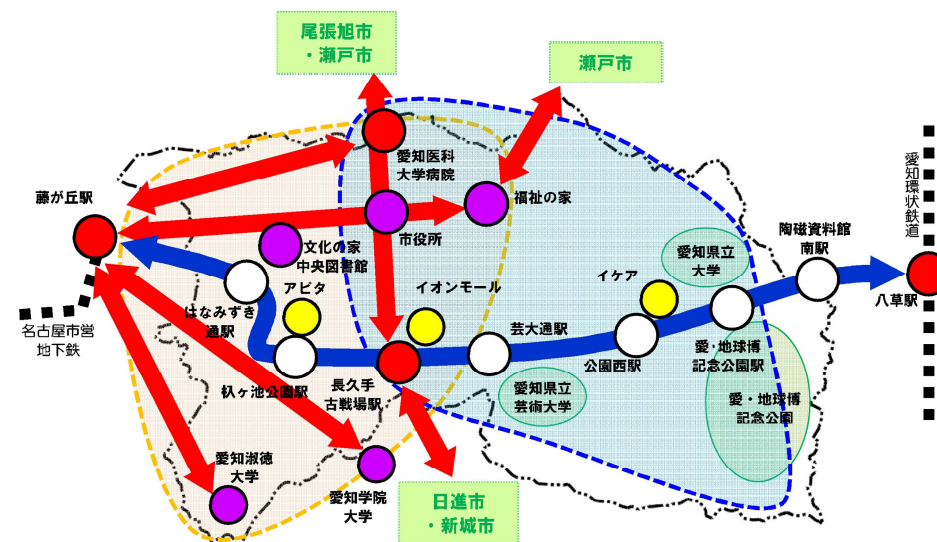 尾張旭市
・瀬戸市
瀬戸市
愛知医科
大学病院
福祉の家
藤が丘駅
市役所
愛知環状鉄道
陶磁資料館
南駅
文化の家
中央図書館
愛知県立
大学
アピタ
イオンモール
イケア
八草駅
はなみずき
通駅
名古屋市営
地下鉄
芸大通駅
公園西駅
愛・地球博
記念公園駅
杁ヶ池公園駅
長久手
古戦場駅
愛知県立
芸術大学
愛・地球博
記念公園
愛知淑徳
大学
愛知学院
大学
日進市
・新城市